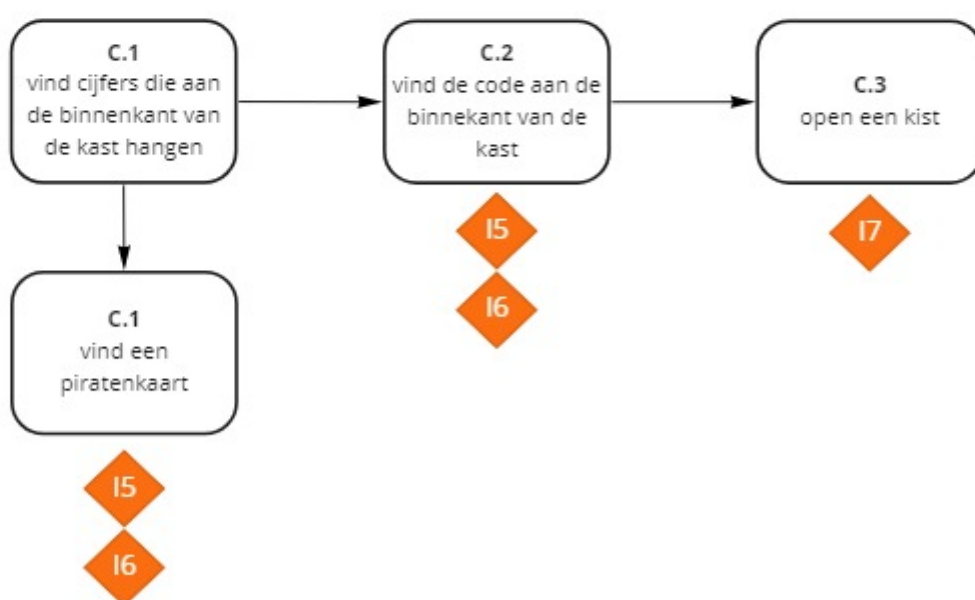 C.1
vind cijfers die aan
de binnenkant van
de kast hangen
C.2
vind de code aan de
binnekant van de
kast
C.3
open een kist
I5
I6
I7
C.1
vind een
piratenkaart
I5
I6